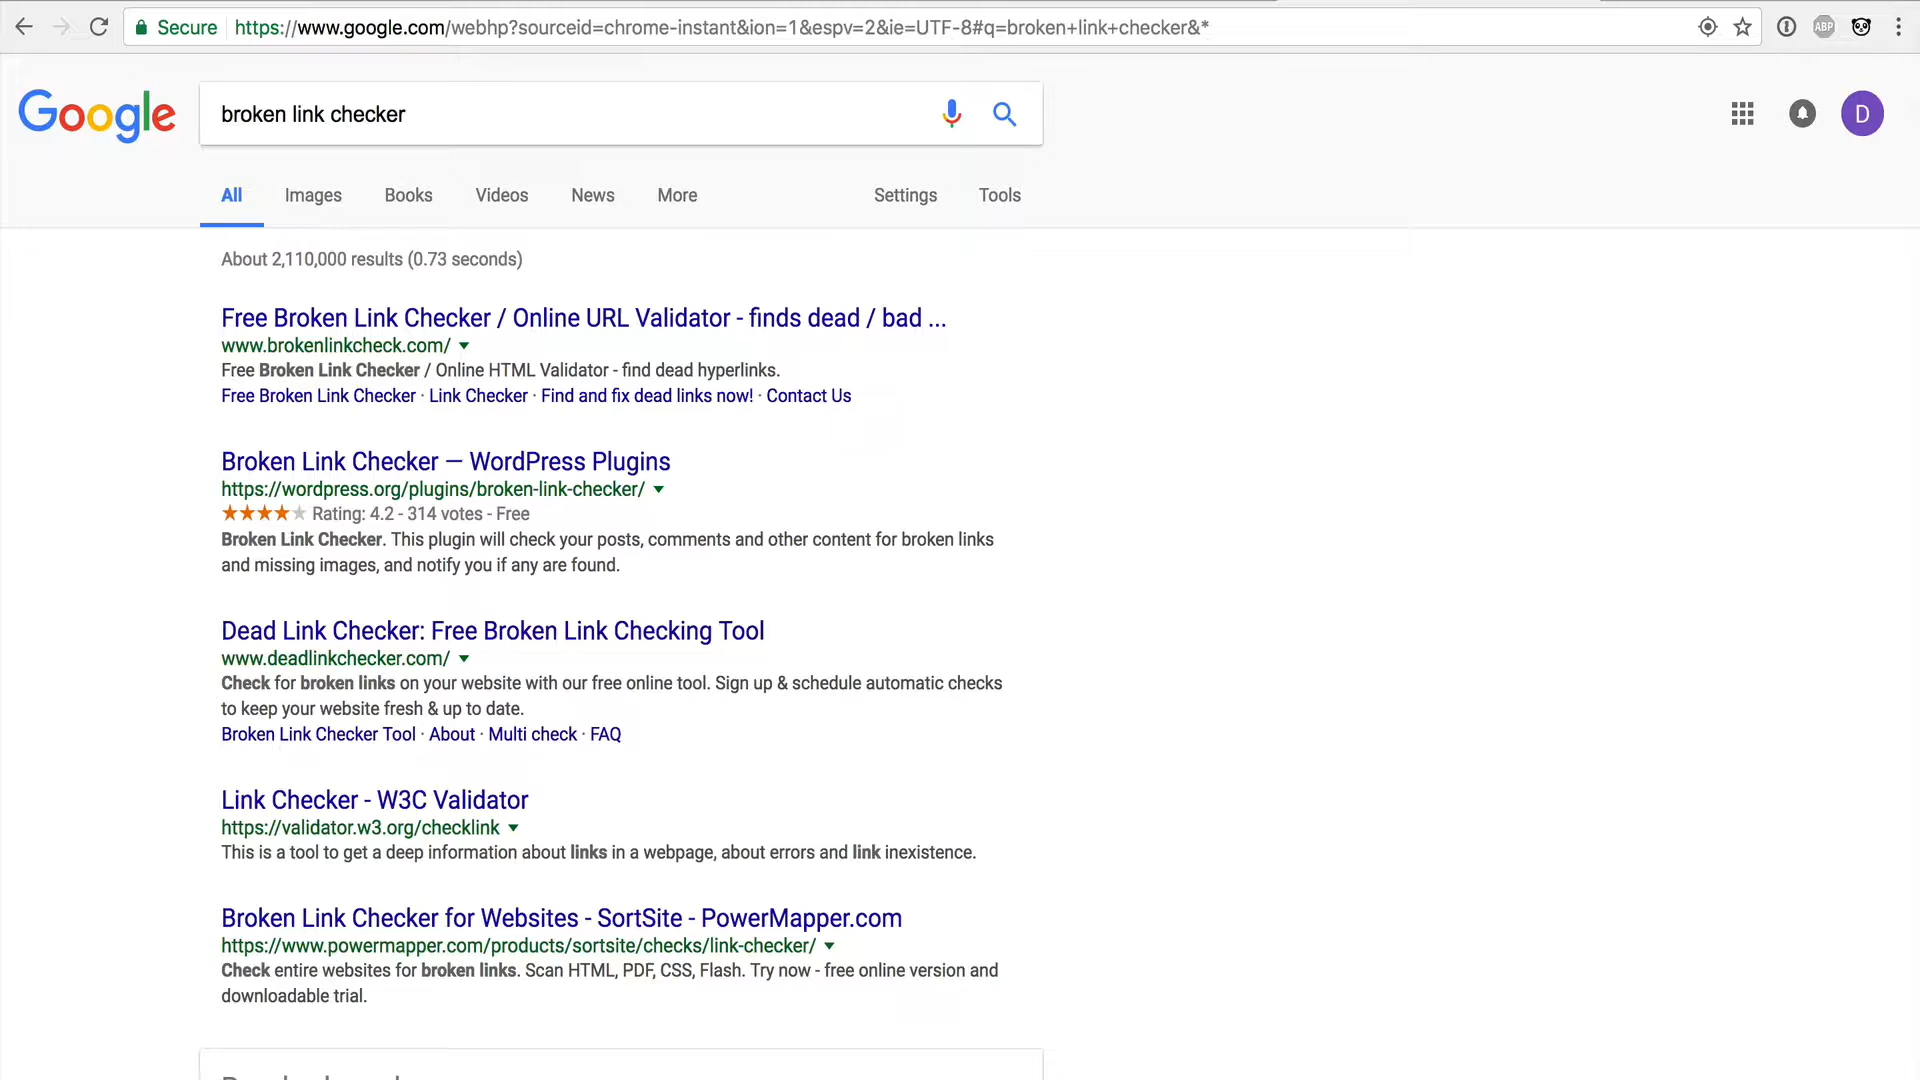 Secure https://www.google.com/webhp?sourceid=chrome-instant&ion=1&espv=2&ie=UTF-8#q=broken+link+checker&*
ABP
Google
broken link checker
D
All Images Books Videos News More Settings Tools
About 2,110,000 results (0.73 seconds)
Free Broken Link Checker / Online URL Validator - finds dead / bad ...
www.brokenlinkcheck.com/
Free Broken Link Checker / Online HTML Validator - find dead hyperlinks.
Free Broken Link Checker · Link Checker · Find and fix dead links now! · Contact Us
Broken Link Checker — WordPress Plugins
https://wordpress.org/plugins/broken-link-checker/
Rating: 4.2 - 314 votes - Free
Broken Link Checker. This plugin will check your posts, comments and other content for broken links
and missing images, and notify you if any are found.
Dead Link Checker: Free Broken Link Checking Tool
www.deadlinkchecker.com/
Check for broken links on your website with our free online tool. Sign up & schedule automatic checks
to keep your website fresh & up to date.
Broken Link Checker Tool · About · Multi check · FAQ
Link Checker - W3C Validator
https://validator.w3.org/checklink
This is a tool to get a deep information about links in a webpage, about errors and link inexistence.
Broken Link Checker for Websites - SortSite - PowerMapper.com
https://www.powermapper.com/products/sortsite/checks/link-checker/
Check entire websites for broken links. Scan HTML, PDF, CSS, Flash. Try now - free online version and
downloadable trial.